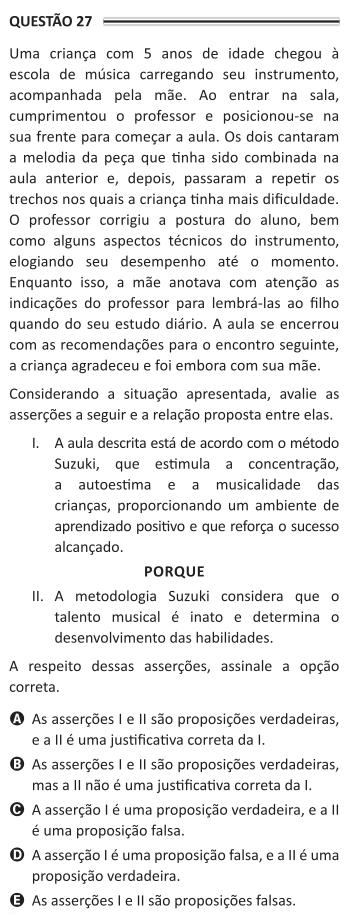 QUESTÃO 27
Uma criança com 5 anos de idade chegou à
escola de música carregando seu instrumento,
acompanhada pela mãe. Ao entrar na sala,
cumprimentou o professor e posicionou-se na
sua frente para começar a aula. Os dois cantaram
a melodia da peça que tinha sido combinada na
aula anterior e, depois, passaram a repetir os
trechos nos quais a criança tinha mais dificuldade.
O professor corrigiu a postura do aluno, bem
como alguns aspectos técnicos do instrumento,
elogiando seu desempenho até o momento.
Enquanto isso, a mãe anotava com atenção as
indicações do professor para lembrá-las ao filho
quando do seu estudo diário. A aula se encerrou
com as recomendações para o encontro seguinte,
a criança agradeceu e foi embora com sua mãe.
Considerando a situação apresentada, avalie as
asserções a seguir e a relação proposta entre elas.
I. A aula descrita está de acordo com o método
Suzuki, que estimula a concentração,
a autoestima e a musicalidade das
crianças, proporcionando um ambiente de
aprendizado positivo e que reforça o sucesso
alcançado.
PORQUE
II. A metodologia Suzuki considera que o
talento musical é inato e determina o
desenvolvimento das habilidades.
A respeito dessas asserções, assinale a opção
correta.
A As asserções I e II são proposições verdadeiras,
e a II é uma justificativa correta da I.
B As asserções I e II são proposições verdadeiras,
mas a II não é uma justificativa correta da I.
C A asserção I é uma proposição verdadeira, e a II
é uma proposição falsa.
D A asserção I é uma proposição falsa, e a II é uma
proposição verdadeira.
E As asserções I e II são proposições falsas.